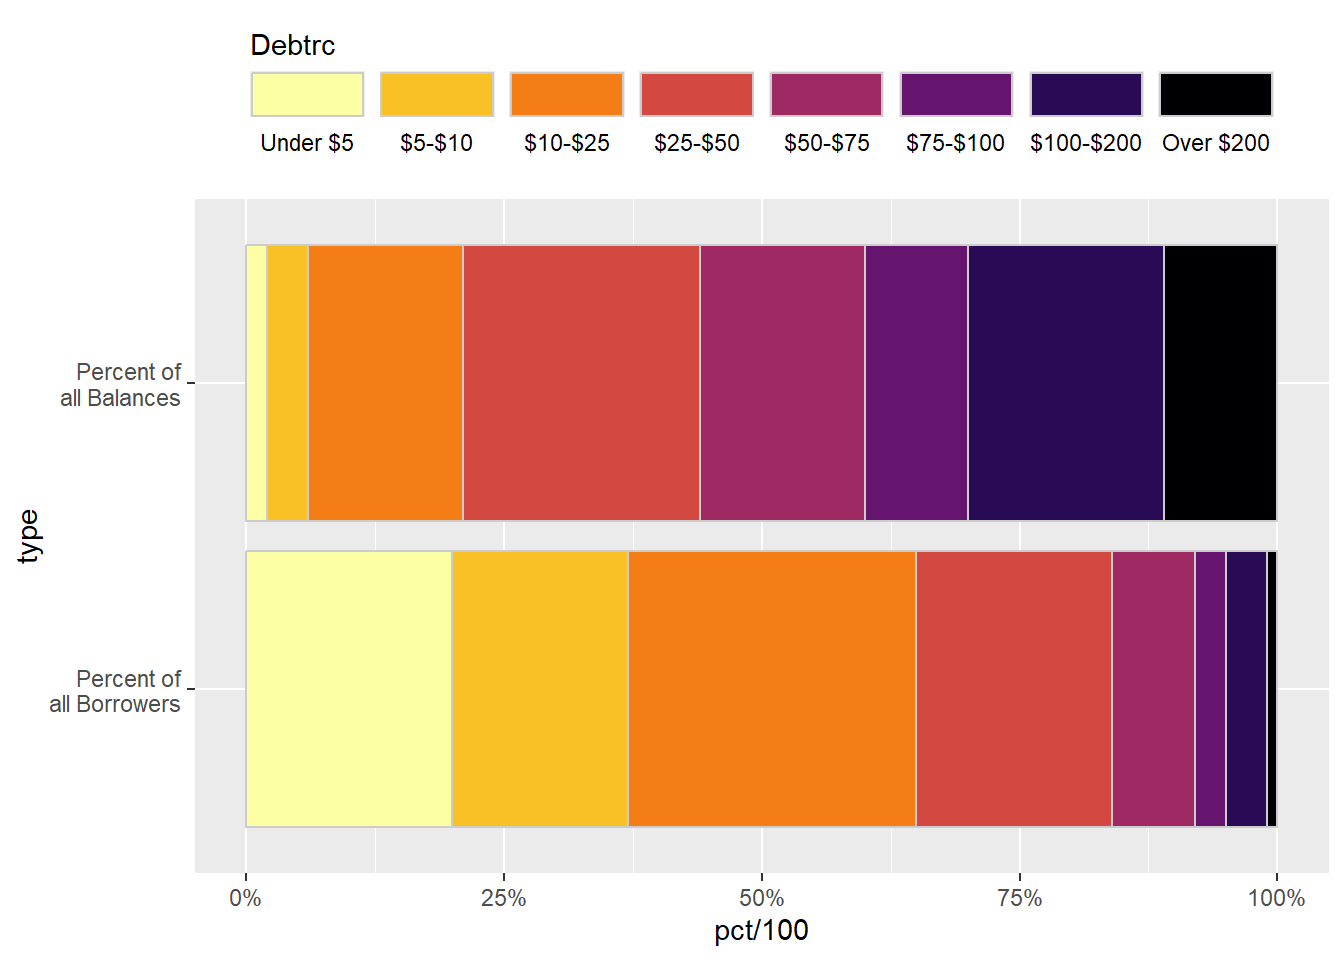 Debtrc
Under $5 $5-$10 $10-$25 $25-$50 $50-$75 $75-$100 $100-$200 Over $200
Percent of
all Balances
type
Percent of
all Borrowers
0% 25% 50% 75% 100%
pct/100